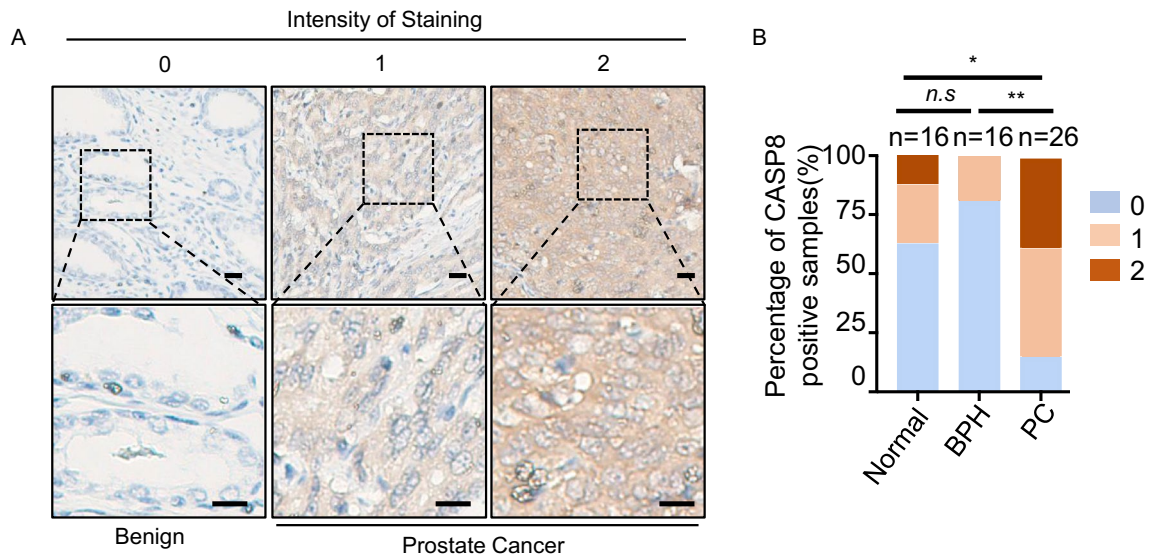 A
Intensity of Staining
0 1 2
Benign
Prostate Cancer
B
*
n.s **
n=16 n=16 n=26
Percentage of CASP8
positive samples(%)
100
75
50
25
0
Normal
BPH
PC
0
1
2